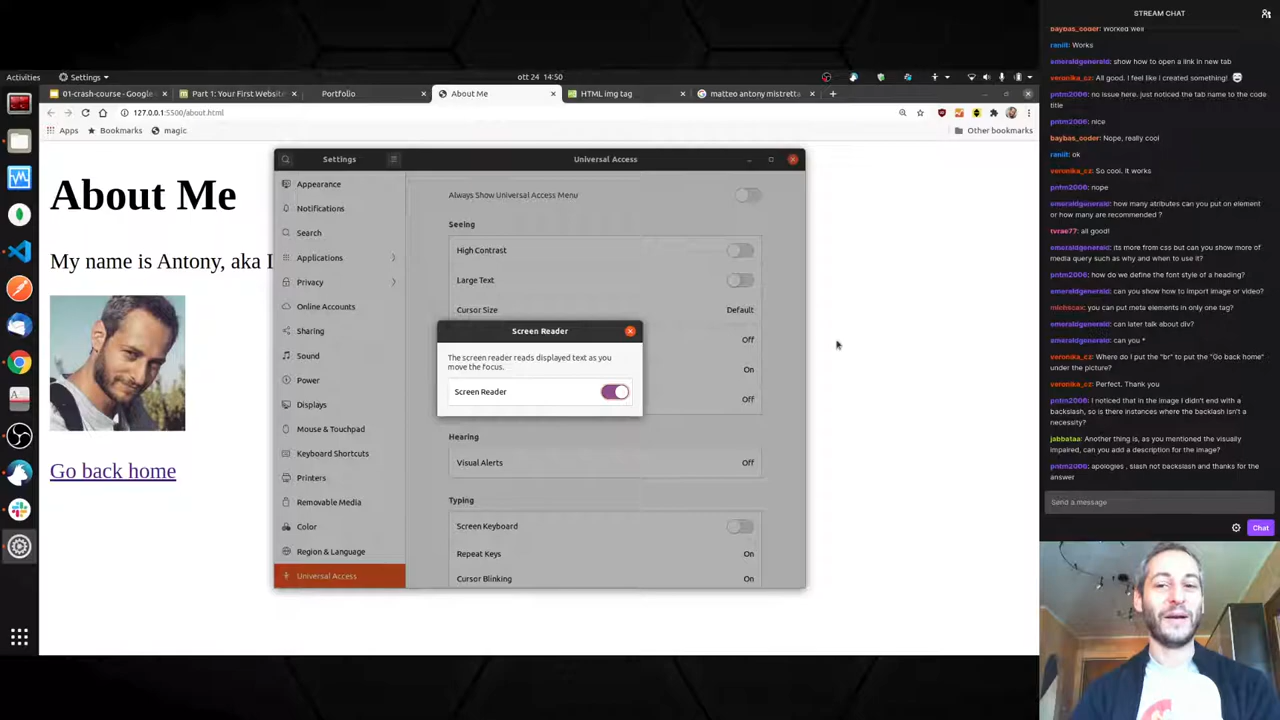 Activities
Settings
ott 24 14:50
01-crash-course - Google
Part 1: Your First Website
Portfolio
About Me
HTML img tag
matteo antony mistretta
127.0.0.1:5500/about.html
Apps
Bookmarks
magic
Other bookmarks
About Me
My name is Antony, aka
Go back home
Settings
Universal Access
Appearance
Notifications
Search
Applications
Privacy
Online Accounts
Sharing
Sound
Power
Displays
Mouse & Touchpad
Keyboard Shortcuts
Printers
Removable Media
Color
Region & Language
Universal Access
Always Show Universal Access Menu
Seeing
High Contrast
Large Text
Cursor Size Default
Off
On
Off
Screen Reader
The screen reader reads displayed text as you
move the focus.
Screen Reader
Hearing
Visual Alerts Off
Typing
Screen Keyboard
Repeat Keys On
Cursor Blinking On
STREAM CHAT
baybas_coder: Worked well
raniit: Works
emeraldgenerald: show how to open a link in new tab
veronika_cz: All good. I feel like I created something!
pntm2006: no issue here. just noticed the tab name to the code
title
pntm2006: nice
baybas_coder: Nope, really cool
raniit: ok
veronika_cz: So cool. It works
pntm2006: nope
emeraldgenerald: how many atributes can you put on element
or how many are recommended ?
tvrae77: all good!
emeraldgenerald: its more from css but can you show more of
media query such as why and when to use it?
pntm2006: how do we define the font style of a heading?
emeraldgenerald: can you show how to import image or video?
you can put meta elements in only one tag?
emeraldgenerald: can later talk about div?
emeraldgenerald: can you *
veronika_cz: Where do I put the "br" to put the "Go back home"
under the picture?
veronika_cz: Perfect. Thank you
pntm2006: I noticed that in the image I didn't end with a
backslash, so is there instances where the backlash isn't a
necessity?
jabbataa: Another thing is, as you mentioned the visually
impaired, can you add a description for the image?
pntm2006: apologies , slash not backslash and thanks for the
answer
Send a message
Chat